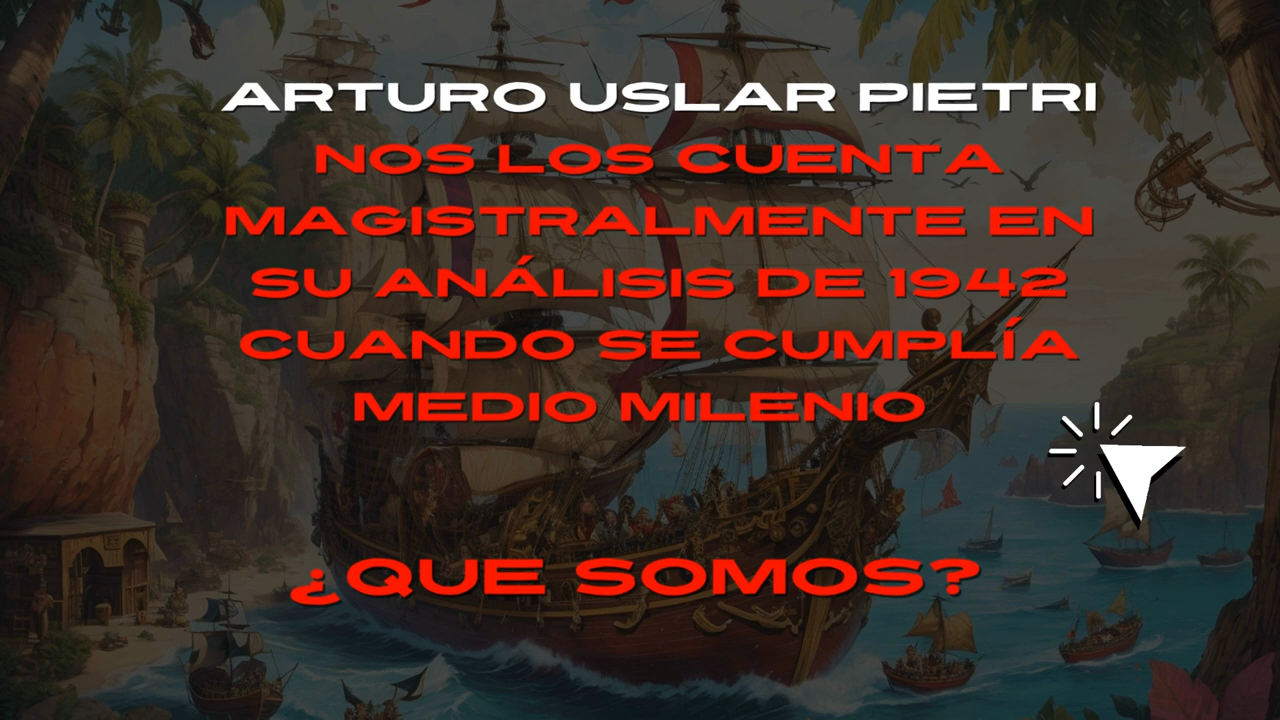 ARTURO USLAR PIETRI
NOS LOS CUENTA
MAGISTRALMENTE EN
SU ANÁLISIS DE 1942
CUANDO SE CUMPLÍA
MEDIO MILENIO
¿QUE SOMOS?